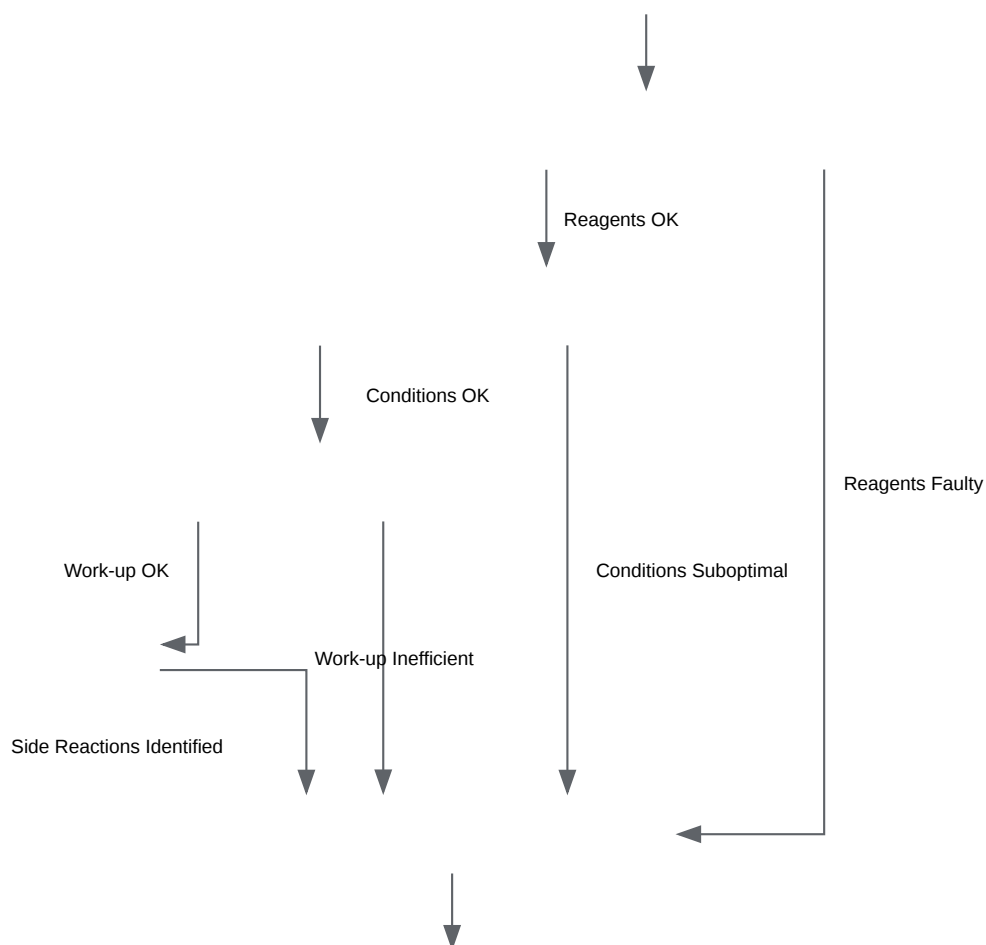 Reagents OK
Conditions OK
Reagents Faulty
Work-up OK
Conditions Suboptimal
Work-up Inefficient
Side Reactions Identified